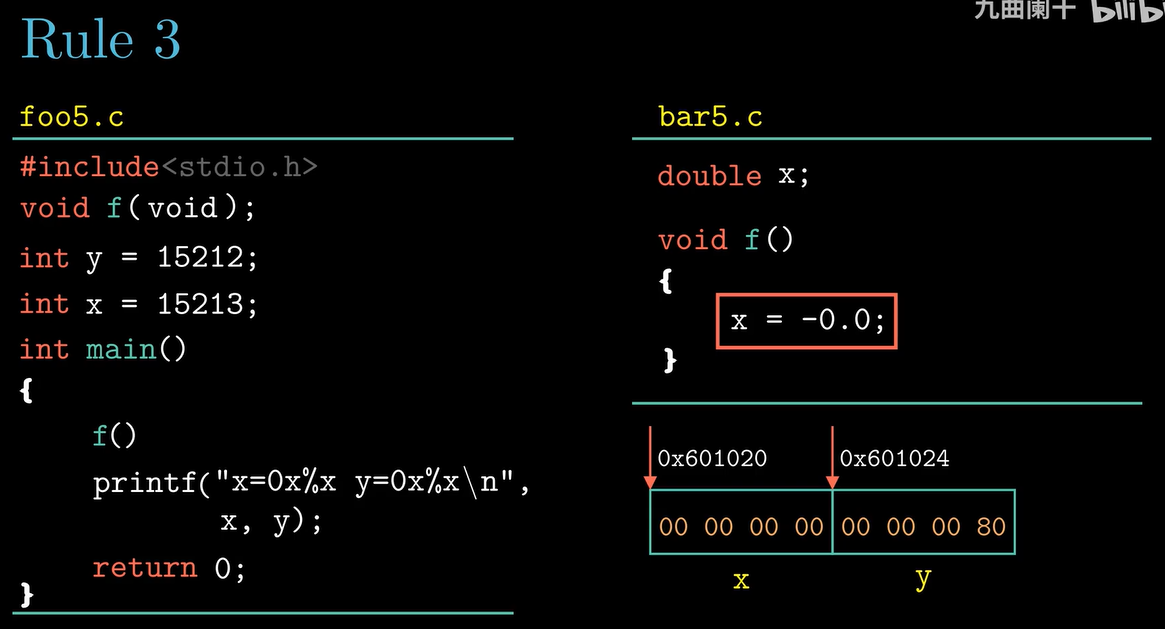 九曲阑干 bilibi
Rule 3
foo5.c
#include<stdio.h>
void f(void);
int y = 15212;
int x = 15213;
int main()
{
f()
printf("x=0x%x y=0x%x\n",
x, y);
return 0;
}
bar5.c
double x;
void f()
{
x = -0.0;
}
0x601020 0x601024
00 00 00 00 00 00 00 80
x y